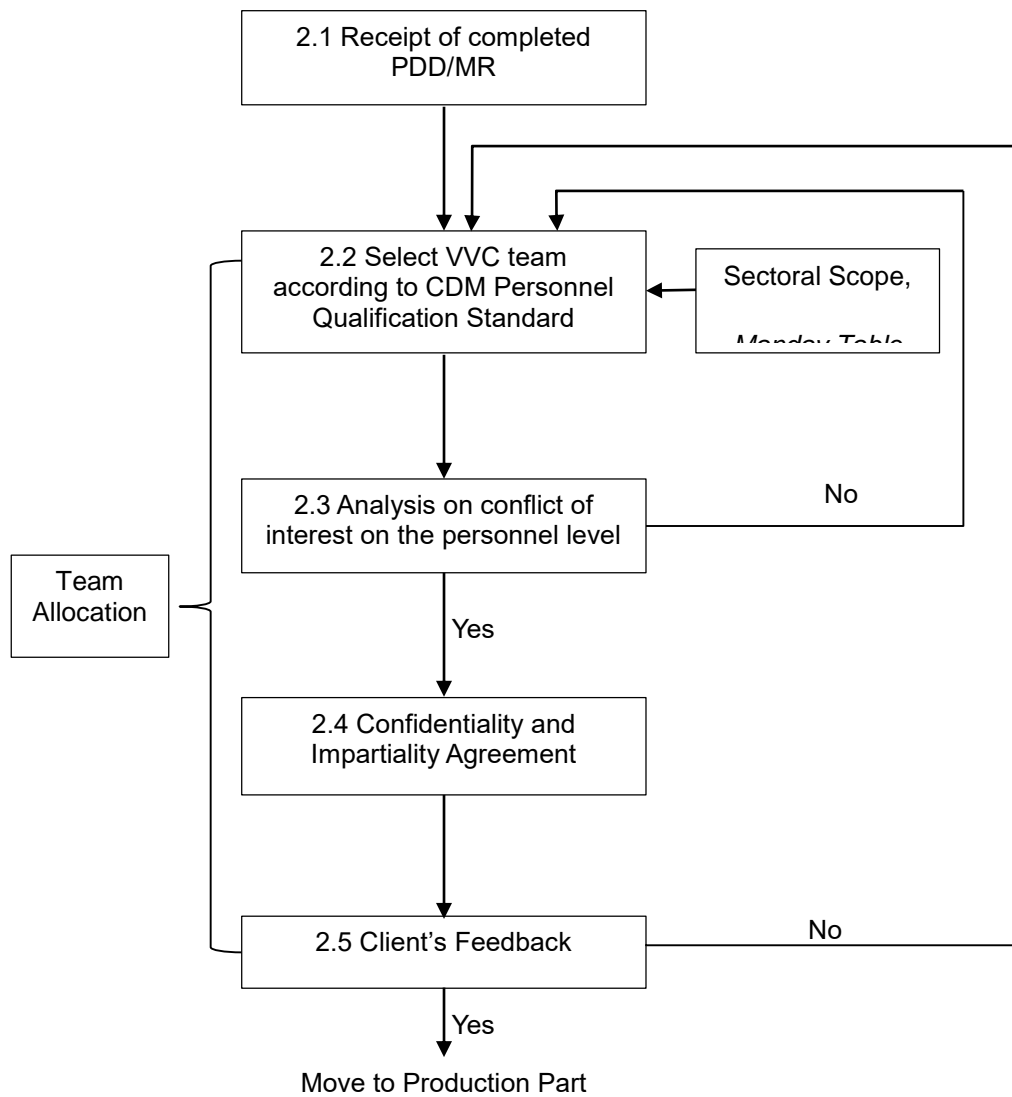 2.1 Receipt of completed
PDD/MR
2.2 Select VVC team
according to CDM Personnel
Qualification Standard
Sectoral Scope,
Manday Table
2.3 Analysis on conflict of
interest on the personnel level
No
Team
Allocation
Yes
2.4 Confidentiality and
Impartiality Agreement
2.5 Client’s Feedback
No
Yes
Move to Production Part